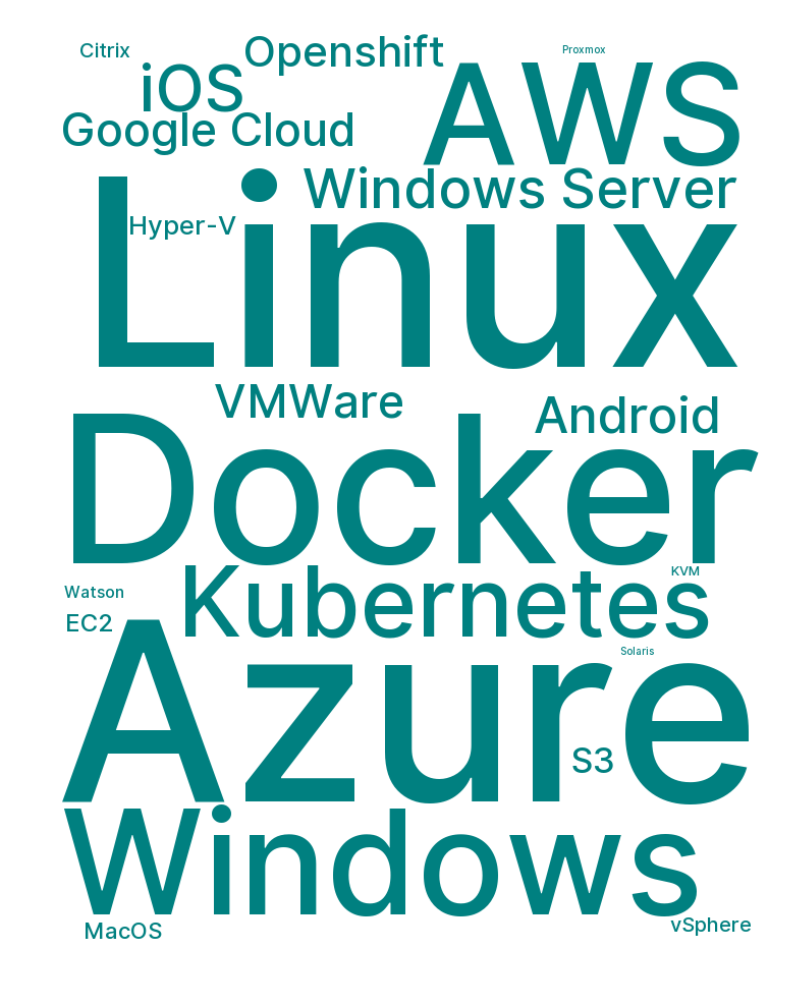 Citrix
Openshift
Proxmox
iOS
AWS
Google Cloud
Windows Server
Linux
Hyper-V
VMWare
Android
Docker
Kubernetes
KVM
Watson
EC2
Solaris
Azure
S3
Windows
MacOS
vSphere